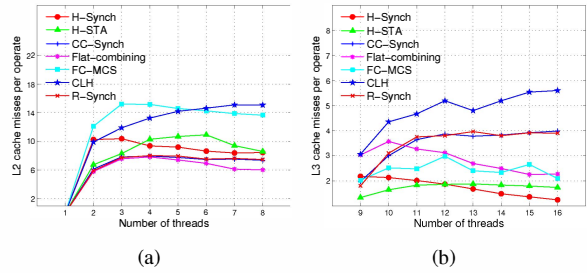 L2 cache misses per operate
22
18
14
10
6
2
H−Synch
H−STA
CC−Synch
Flat−combining
FC−MCS
CLH
R−Synch
1 2 3 4 5 6 7 8
Number of threads
(a)
L3 cache misses per operate
8
7
6
5
4
3
2
H−Synch
H−STA
CC−Synch
Flat−combining
FC−MCS
CLH
R−Synch
9 10 11 12 13 14 15 16
Number of threads
(b)